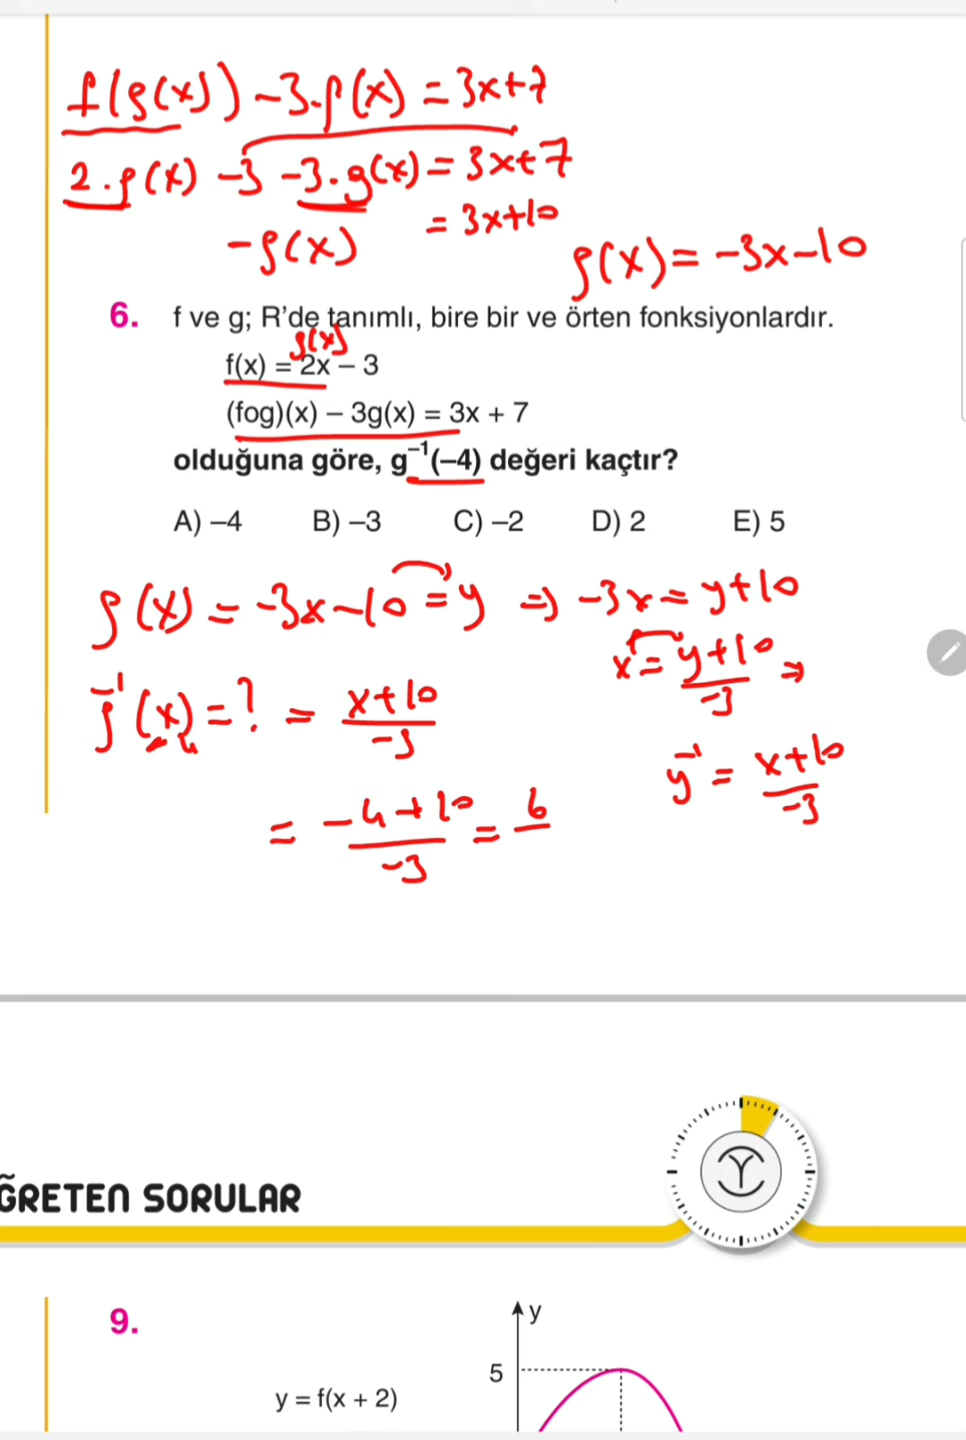 f(g(x)) - 3.g(x) = 3x+7
2.g(x) - 3 - 3.g(x) = 3x+7
- g(x) = 3x+10
g(x) = -3x-10
6. f ve g; R'de tanımlı, bire bir ve örten fonksiyonlardır.
g(x)
f(x) = 2x – 3
(fog)(x) – 3g(x) = 3x + 7
olduğuna göre, g⁻¹(–4) değeri kaçtır?
A) –4 B) –3 C) –2 D) 2 E) 5
g(x) = -3x-10 = y ⇒ -3x = y+10
x = y+10 / -3 ⇒
g⁻¹(x) = ? = x+10 / -3
-4
y⁻¹ = x+10 / -3
= -4+10 / -3 = 6
ĞRETEN SORULAR
9.
y
5
y = f(x + 2)